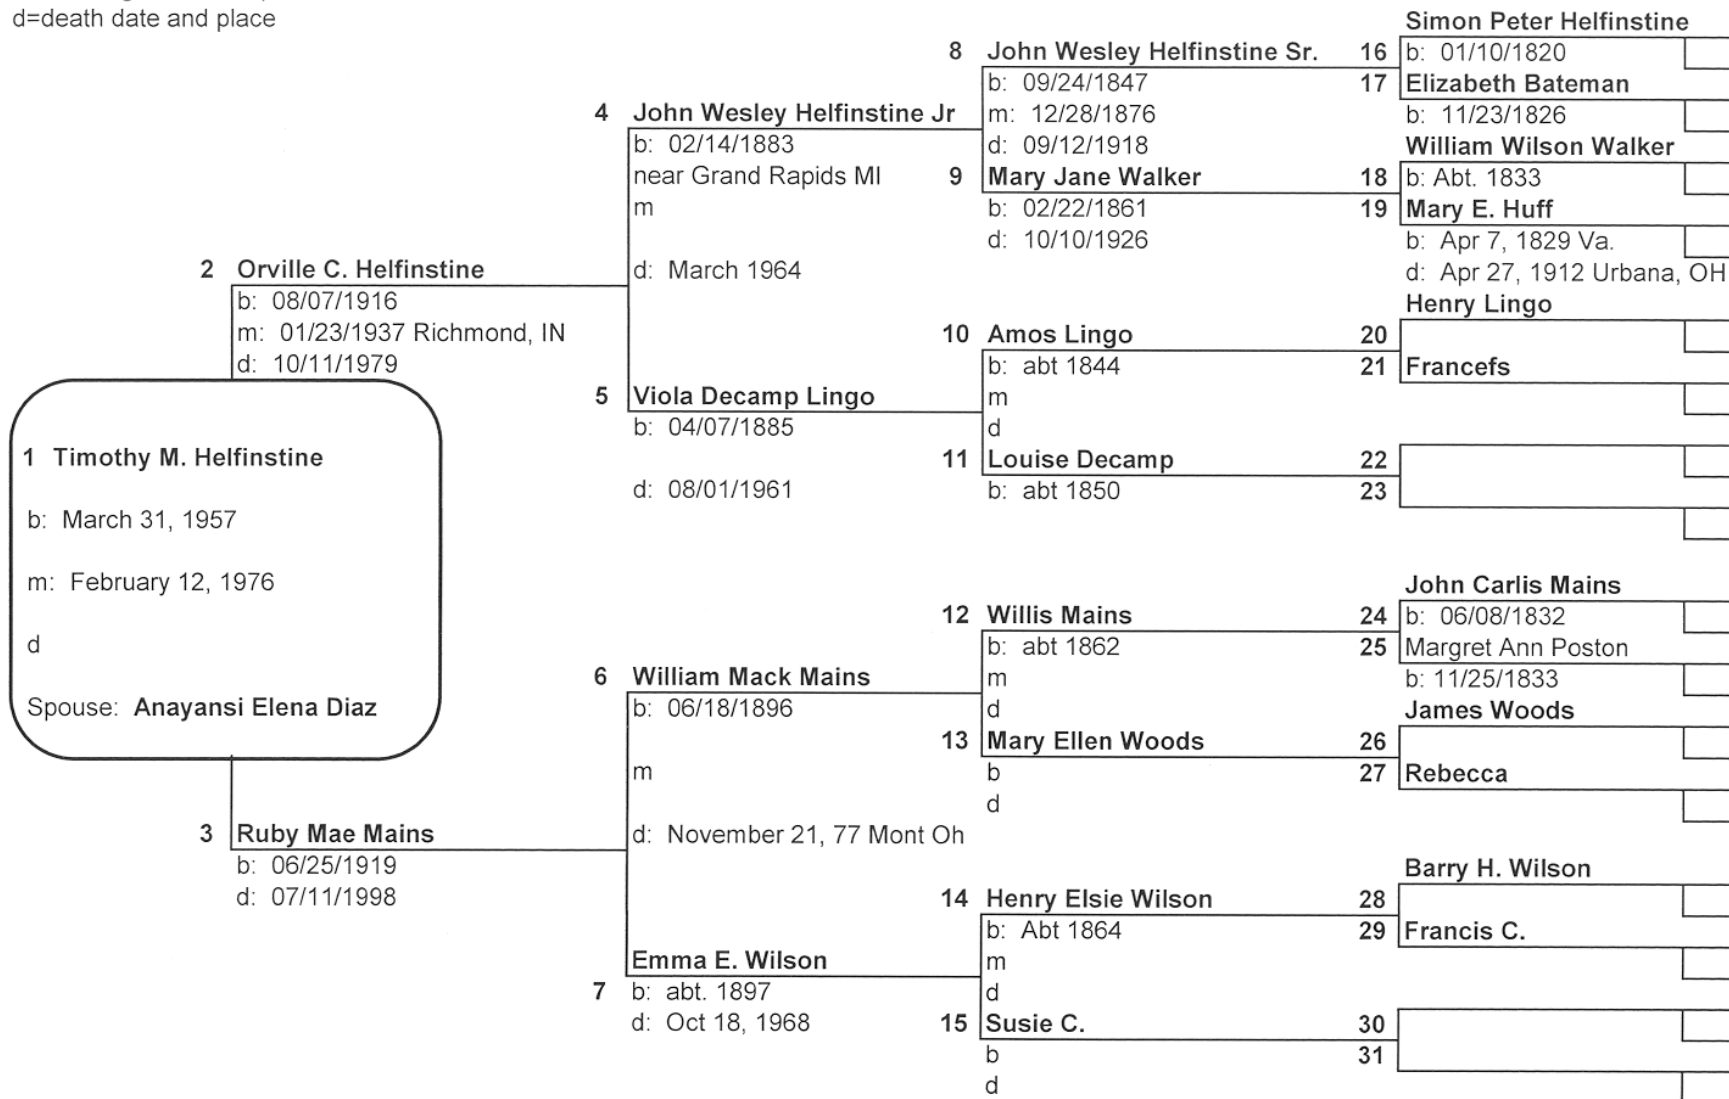 d=death date and place
1 Timothy M. Helfinstine
b: March 31, 1957
m: February 12, 1976
d
Spouse: Anayansi Elena Diaz
2 Orville C. Helfinstine
b: 08/07/1916
m: 01/23/1937 Richmond, IN
d: 10/11/1979
3 Ruby Mae Mains
b: 06/25/1919
d: 07/11/1998
4 John Wesley Helfinstine Jr
b: 02/14/1883
near Grand Rapids MI
m
d: March 1964
5 Viola Decamp Lingo
b: 04/07/1885
d: 08/01/1961
6 William Mack Mains
b: 06/18/1896
m
d: November 21, 77 Mont Oh
Emma E. Wilson
7 b: abt. 1897
d: Oct 18, 1968
8 John Wesley Helfinstine Sr.
b: 09/24/1847
m: 12/28/1876
d: 09/12/1918
9 Mary Jane Walker
b: 02/22/1861
d: 10/10/1926
10 Amos Lingo
b: abt 1844
m
d
11 Louise Decamp
b: abt 1850
12 Willis Mains
b: abt 1862
m
d
13 Mary Ellen Woods
b
d
14 Henry Elsie Wilson
b: Abt 1864
m
d
15 Susie C.
b
d
Simon Peter Helfinstine
16 b: 01/10/1820
17 Elizabeth Bateman
b: 11/23/1826
William Wilson Walker
18 b: Abt. 1833
19 Mary E. Huff
b: Apr 7, 1829 Va.
d: Apr 27, 1912 Urbana, OH
Henry Lingo
20
21 Francefs
22
23
John Carlis Mains
24 b: 06/08/1832
25 Margret Ann Poston
b: 11/25/1833
James Woods
26
27 Rebecca
Barry H. Wilson
28
29 Francis C.
30
31